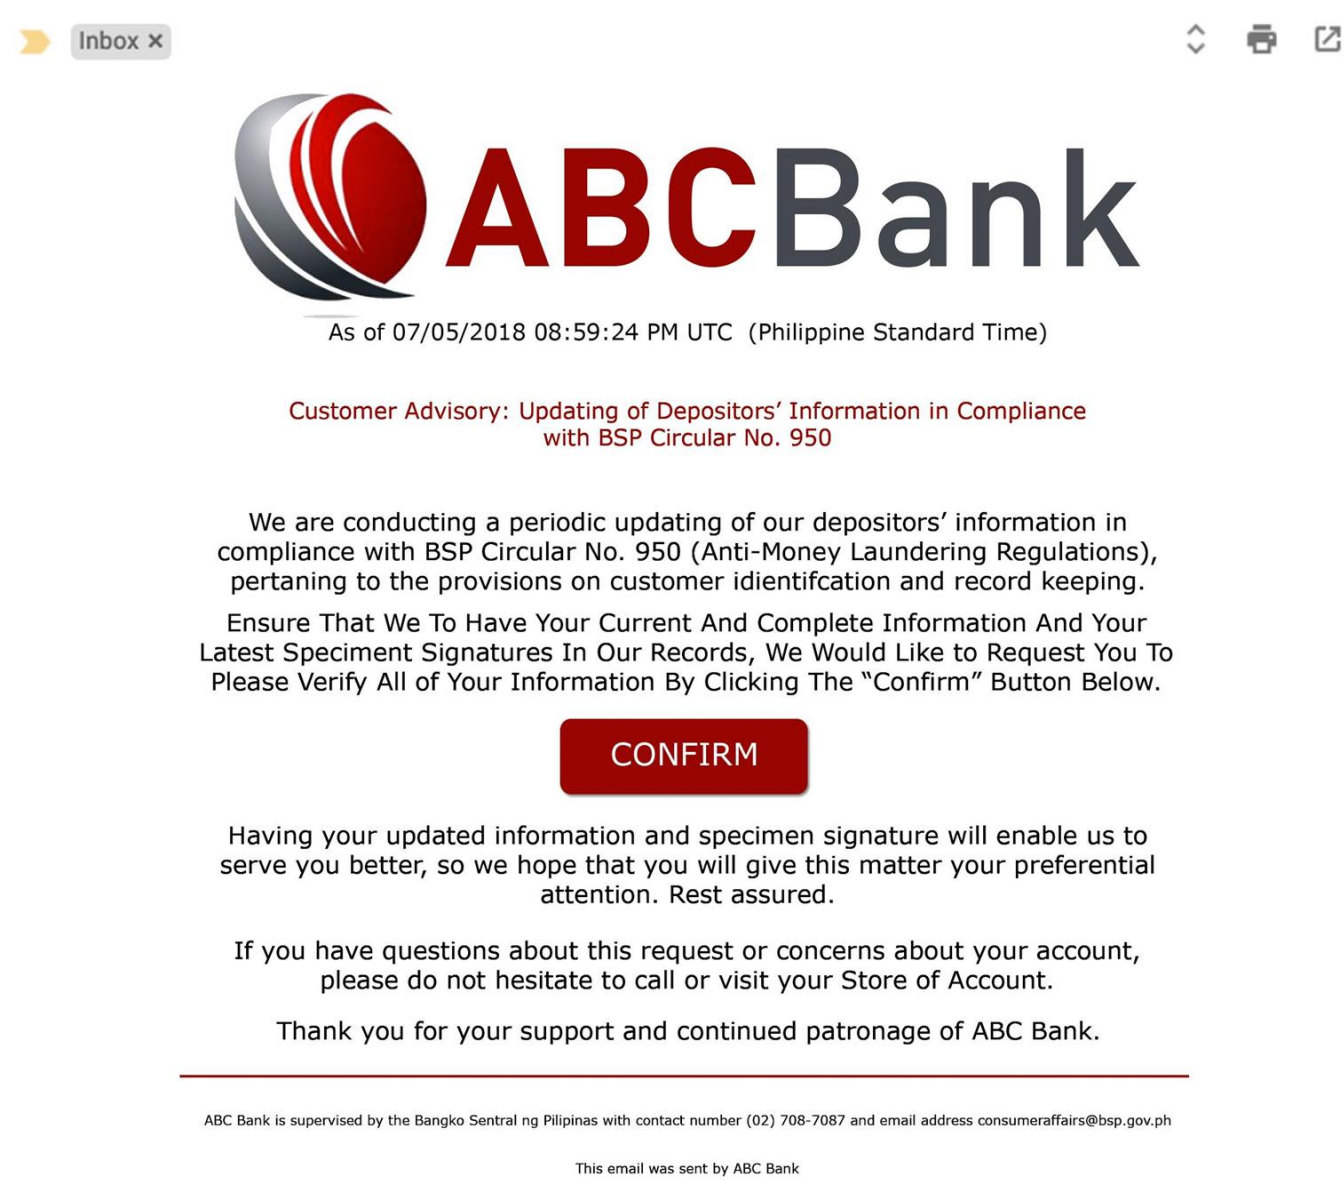 Inbox ×
ABCBank
As of 07/05/2018 08:59:24 PM UTC (Philippine Standard Time)
Customer Advisory: Updating of Depositors’ Information in Compliance
with BSP Circular No. 950
We are conducting a periodic updating of our depositors’ information in
compliance with BSP Circular No. 950 (Anti-Money Laundering Regulations),
pertaning to the provisions on customer idientifcation and record keeping.
Ensure That We To Have Your Current And Complete Information And Your
Latest Speciment Signatures In Our Records, We Would Like to Request You To
Please Verify All of Your Information By Clicking The “Confirm” Button Below.
CONFIRM
Having your updated information and specimen signature will enable us to
serve you better, so we hope that you will give this matter your preferential
attention. Rest assured.
If you have questions about this request or concerns about your account,
please do not hesitate to call or visit your Store of Account.
Thank you for your support and continued patronage of ABC Bank.
ABC Bank is supervised by the Bangko Sentral ng Pilipinas with contact number (02) 708-7087 and email address consumeraffairs@bsp.gov.ph
This email was sent by ABC Bank